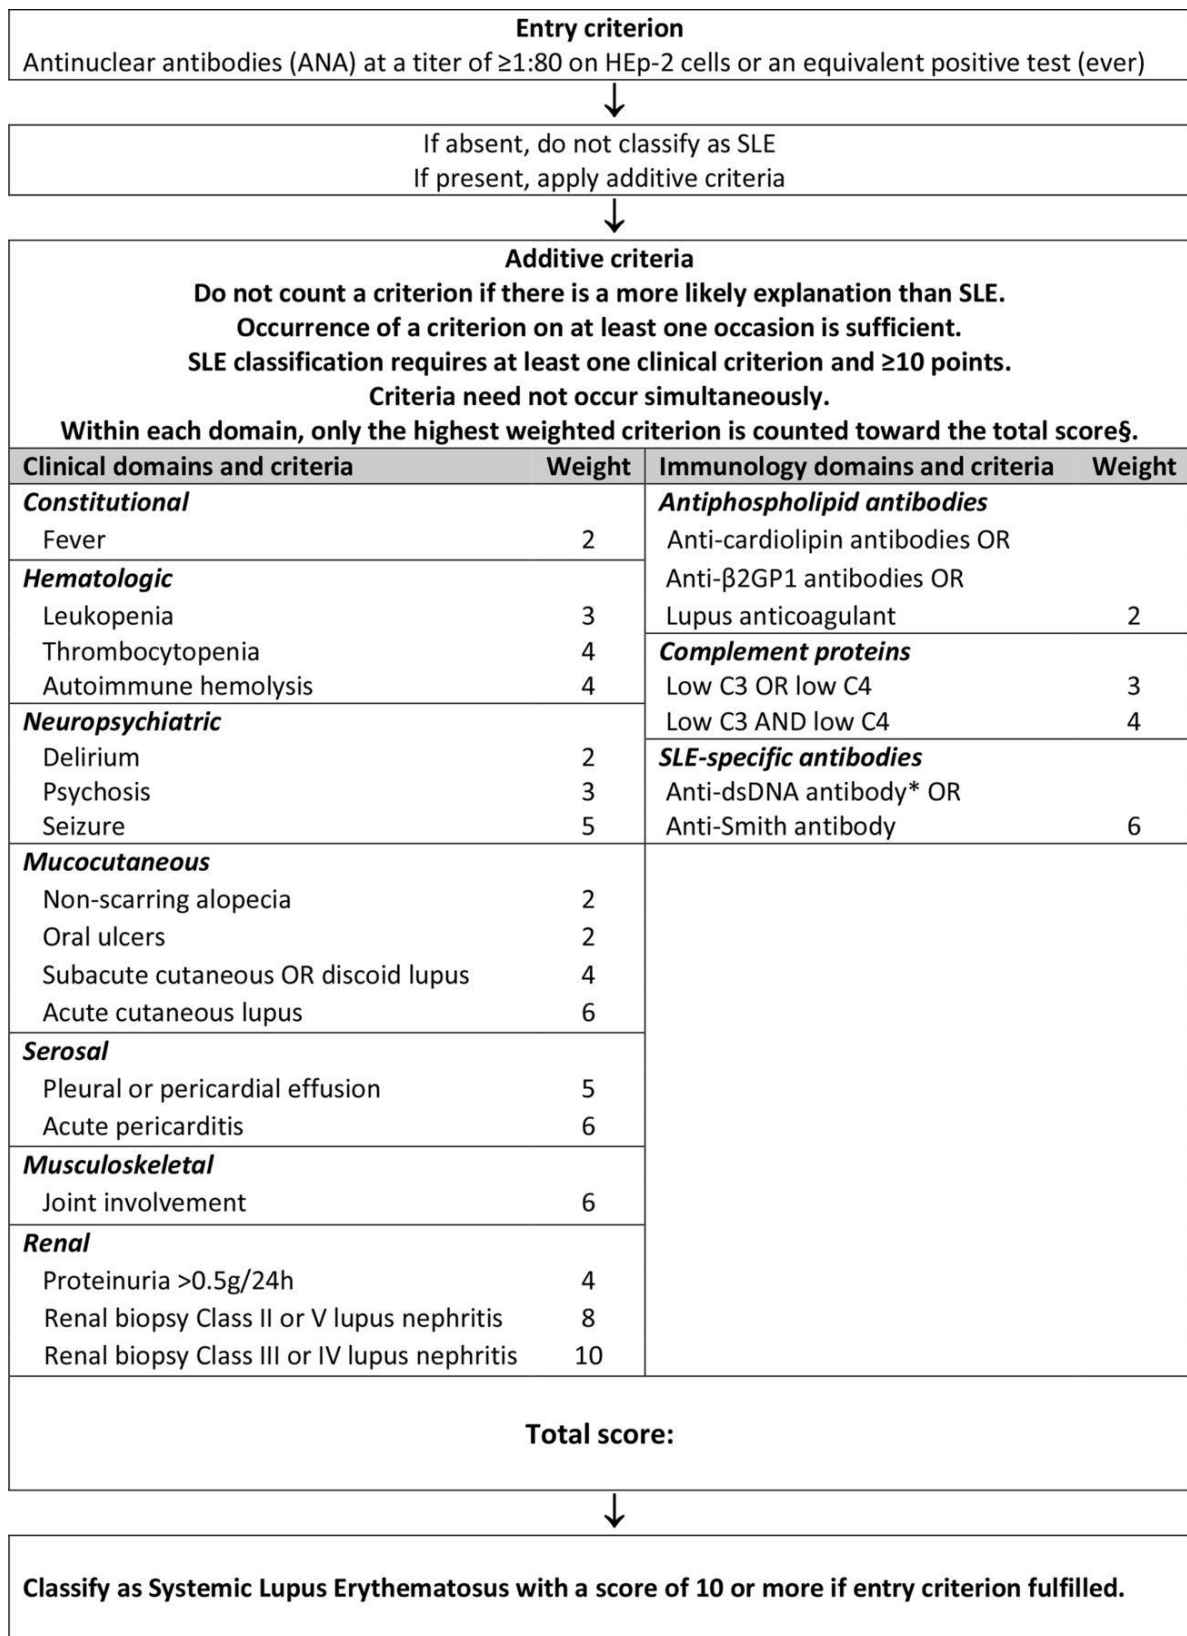 Entry criterion
Antinuclear antibodies (ANA) at a titer of ≥1:80 on HEp-2 cells or an equivalent positive test (ever)
↓
If absent, do not classify as SLE
If present, apply additive criteria
↓
Additive criteria
Do not count a criterion if there is a more likely explanation than SLE.
Occurrence of a criterion on at least one occasion is sufficient.
SLE classification requires at least one clinical criterion and ≥10 points.
Criteria need not occur simultaneously.
Within each domain, only the highest weighted criterion is counted toward the total score§.
Clinical domains and criteria Weight
Constitutional
Fever 2
Hematologic
Leukopenia 3
Thrombocytopenia 4
Autoimmune hemolysis 4
Neuropsychiatric
Delirium 2
Psychosis 3
Seizure 5
Mucocutaneous
Non-scarring alopecia 2
Oral ulcers 2
Subacute cutaneous OR discoid lupus 4
Acute cutaneous lupus 6
Serosal
Pleural or pericardial effusion 5
Acute pericarditis 6
Musculoskeletal
Joint involvement 6
Renal
Proteinuria >0.5g/24h 4
Renal biopsy Class II or V lupus nephritis 8
Renal biopsy Class III or IV lupus nephritis 10
Immunology domains and criteria Weight
Antiphospholipid antibodies
Anti-cardiolipin antibodies OR
Anti-β2GP1 antibodies OR
Lupus anticoagulant 2
Complement proteins
Low C3 OR low C4 3
Low C3 AND low C4 4
SLE-specific antibodies
Anti-dsDNA antibody* OR
Anti-Smith antibody 6
Total score:
↓
Classify as Systemic Lupus Erythematosus with a score of 10 or more if entry criterion fulfilled.